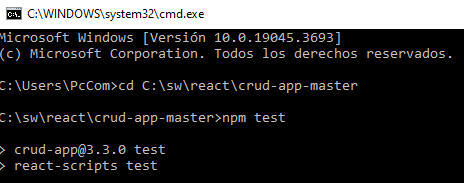 C:\WINDOWS\system32\cmd.exe
Microsoft Windows [Versión 10.0.19045.3693]
(c) Microsoft Corporation. Todos los derechos reservados.
C:\Users\PcCom>cd C:\sw\react\crud-app-master
C:\sw\react\crud-app-master>npm test
> crud-app@3.3.0 test
> react-scripts test